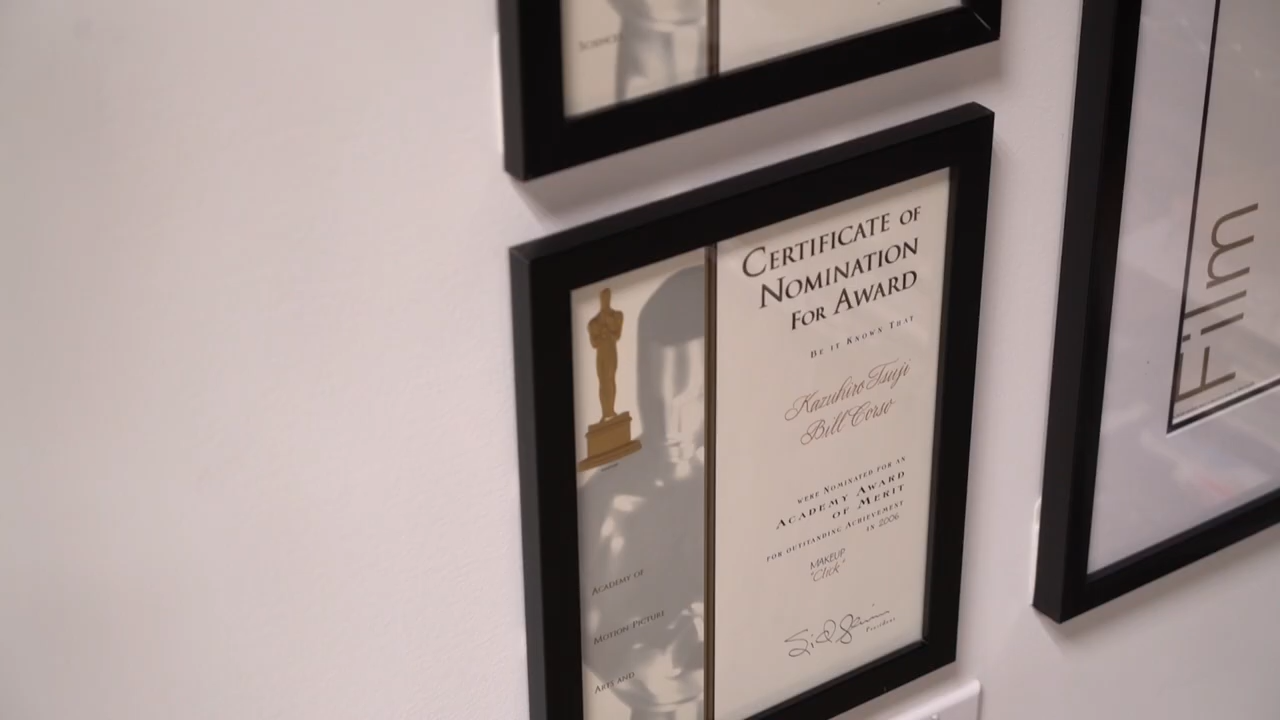 CERTIFICATE OF
NOMINATION
FOR AWARD
BE IT KNOWN THAT
Kazuhiro Tsuji
Bill Corso
WERE NOMINATED FOR AN
ACADEMY AWARD
OF MERIT
FOR OUTSTANDING ACHIEVEMENT
IN 2006
MAKEUP
"Click"
PRESIDENT
ACADEMY OF
MOTION PICTURE
ARTS AND
Film